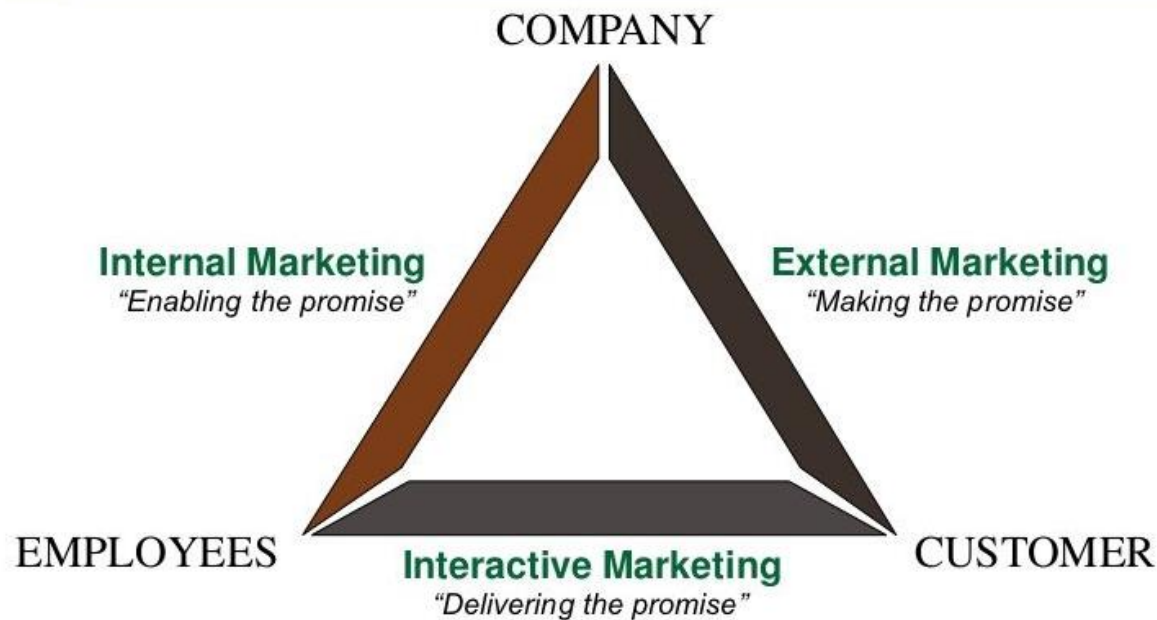 COMPANY
Internal Marketing
“Enabling the promise”
External Marketing
“Making the promise”
EMPLOYEES
CUSTOMER
Interactive Marketing
“Delivering the promise”